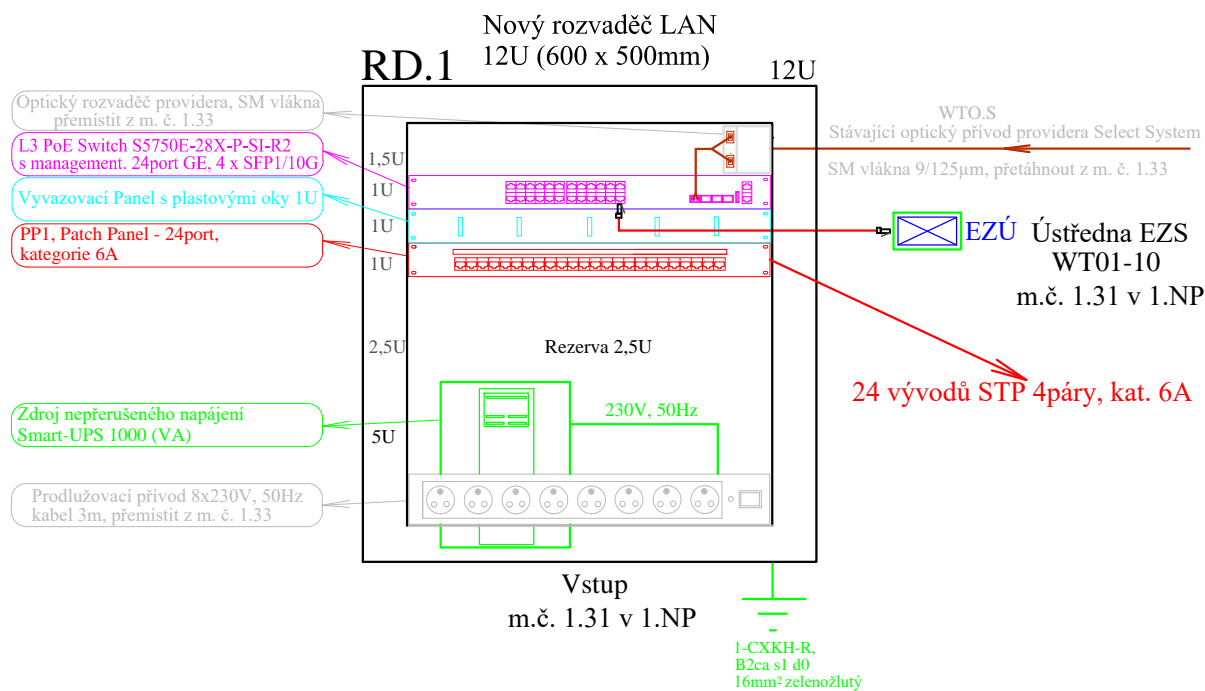 Nový rozvaděč LAN
12U (600 x 500mm)
RD.1
12U
Optický rozvaděč providera, SM vlákna
přemístit z m. č. 1.33
L3 PoE Switch S5750E-28X-P-SI-R2
s management. 24port GE, 4 x SFP1/10G
Vyvazovací Panel s plastovými oky 1U
PP1, Patch Panel - 24port,
kategorie 6A
1,5U
1U
1U
1U
2,5U
Rezerva 2,5U
WTO.S
Stávající optický přívod providera Select System
SM vlákna 9/125μm, přetáhnout z m. č. 1.33
EZÚ
Ústředna EZS
WT01-10
m.č. 1.31 v 1.NP
24 vývodů STP 4páry, kat. 6A
Zdroj nepřerušeného napájení
Smart-UPS 1000 (VA)
5U
230V, 50Hz
Prodlužovací přívod 8x230V, 50Hz
kabel 3m, přemístit z m. č. 1.33
Vstup
m.č. 1.31 v 1.NP
1-CXKH-R,
B2ca s1 d0
16mm² zelenožlutý